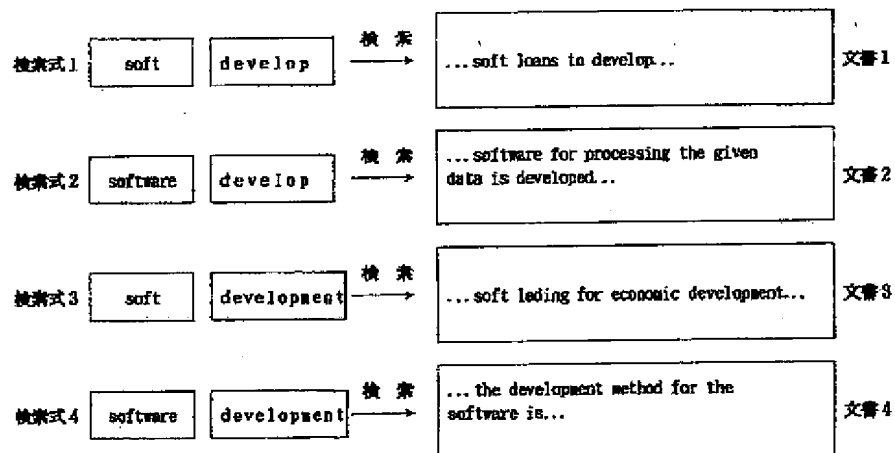 検索
検索式1 soft develop ...soft loans to develop... 文書1
検索
検索式2 software develop ...software for processing the given
data is developed... 文書2
検索
検索式3 soft development ...soft lading for economic development... 文書3
検索
検索式4 software development ...the development method for the
software is... 文書4